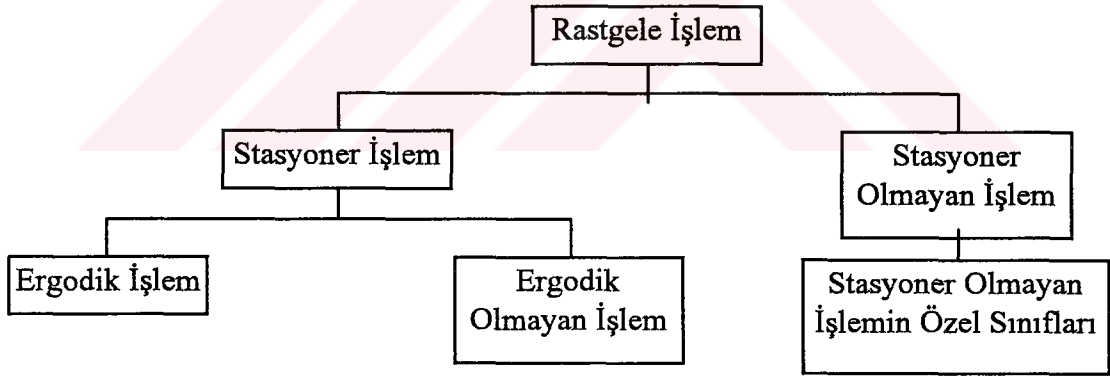 Rastgele İşlem
Stasyoner İşlem
Stasyoner
Olmayan İşlem
Ergodik İşlem
Ergodik
Olmayan İşlem
Stasyoner Olmayan
İşlemin Özel Sınıfları